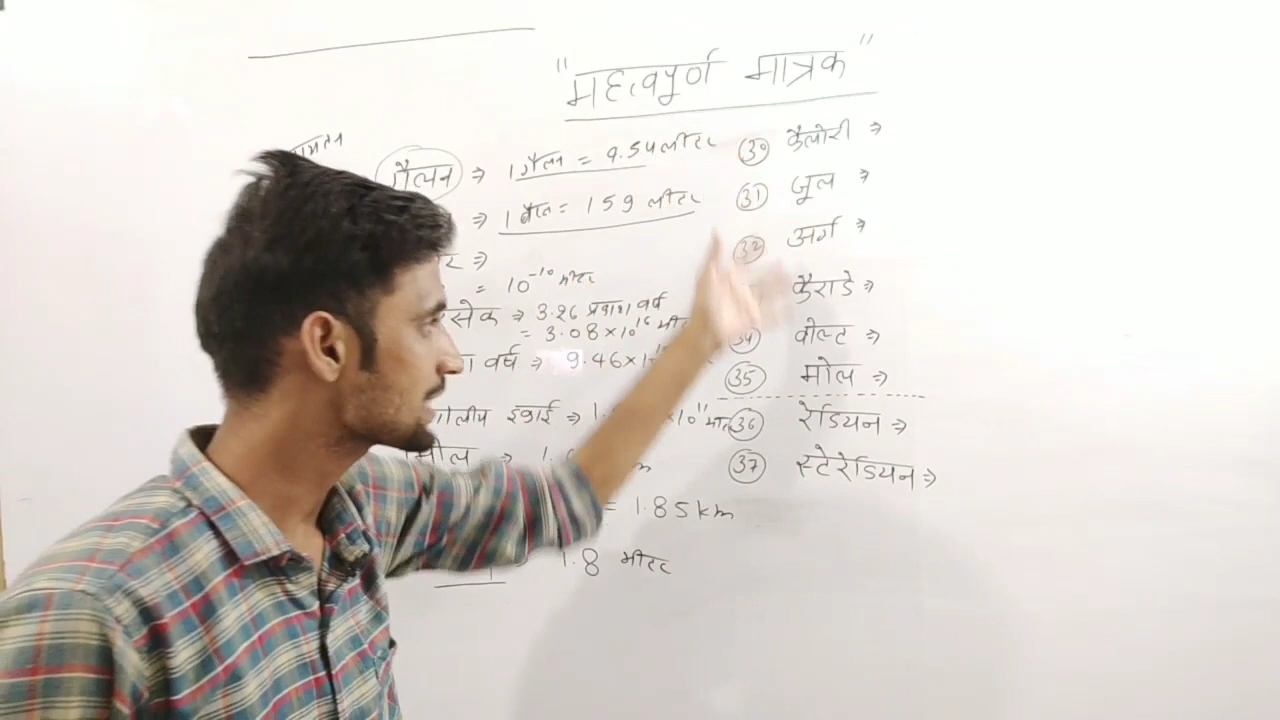 "महत्वपूर्ण मात्रक"
गैलन ⇒ 1 गैलन = 4.54 लीटर
⇒ 1 बैरल = 159 लीटर
⇒
= 10⁻¹⁰ मीटर
सेक ⇒ 3.26 प्रकाश वर्ष
= 3.08×10¹⁶
वर्ष ⇒ 9.46×1
इकाई ⇒ 1. ×10¹¹ मीटर
मील ⇒ 1. m
= 1.85 km
1.8 मीटर
30 कैलोरी ⇒
31 जूल ⇒
32 अर्ग ⇒
फैराडे ⇒
34 वोल्ट ⇒
35 मोल ⇒
36 रेडियन ⇒
37 स्टेरेडियन ⇒